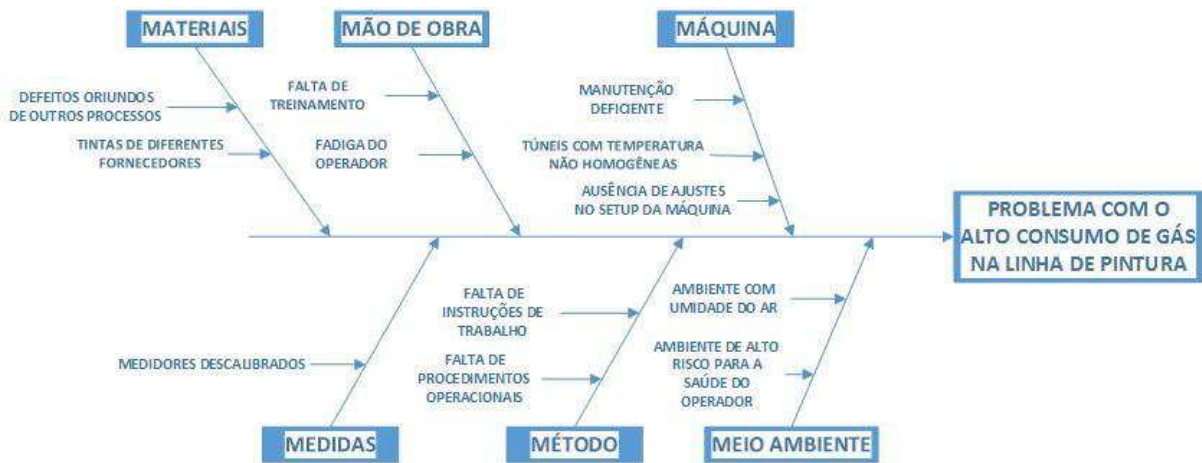 MATERIAIS
MÃO DE OBRA
MÁQUINA
DEFEITOS ORIUNDOS
DE OUTROS PROCESSOS
TINTAS DE DIFERENTES
FORNECEDORES
FALTA DE
TREINAMENTO
FADIGA DO
OPERADOR
MANUTENÇÃO
DEFICIENTE
TÚNEIS COM TEMPERATURA
NÃO HOMOGÊNEAS
AUSÊNCIA DE AJUSTES
NO SETUP DA MÁQUINA
PROBLEMA COM O
ALTO CONSUMO DE GÁS
NA LINHA DE PINTURA
MEDIDORES DESCALIBRADOS
FALTA DE
INSTRUÇÕES DE
TRABALHO
FALTA DE
PROCEDIMENTOS
OPERACIONAIS
AMBIENTE COM
UMIDADE DO AR
AMBIENTE DE ALTO
RISCO PARA A
SAÚDE DO
OPERADOR
MEDIDAS
MÉTODO
MEIO AMBIENTE